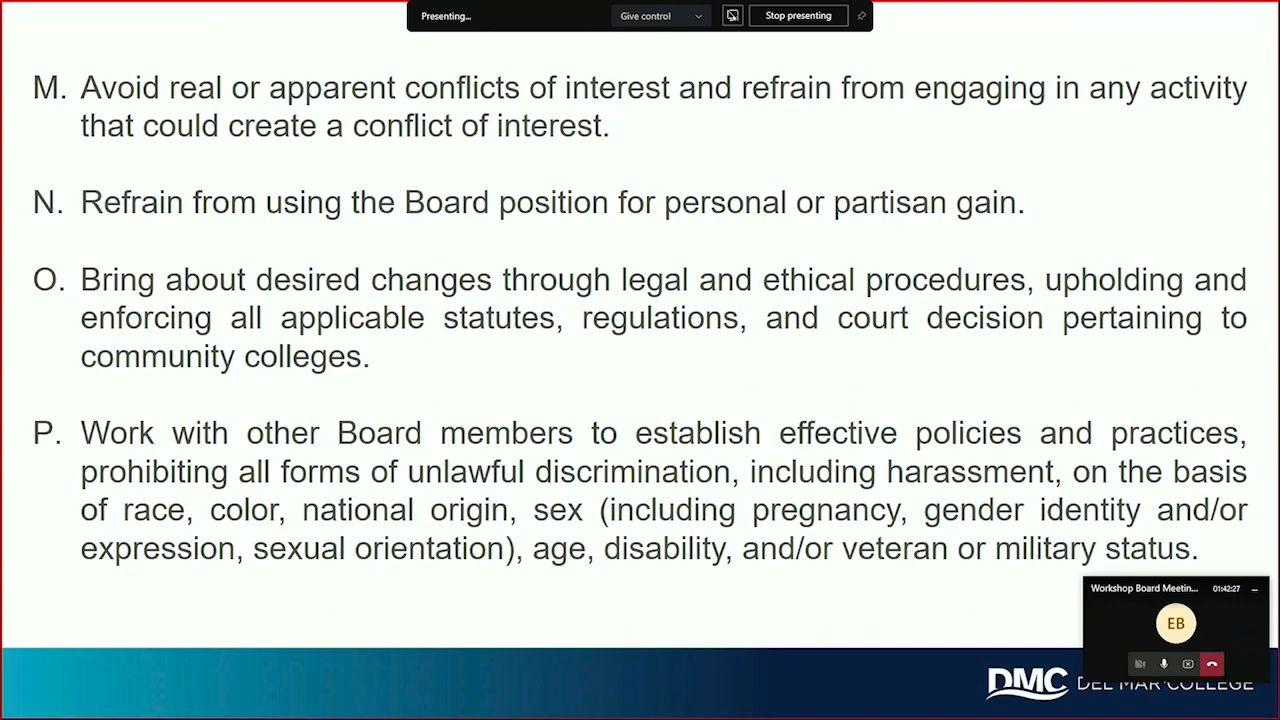 Presenting...
Give control
Stop presenting
M. Avoid real or apparent conflicts of interest and refrain from engaging in any activity
that could create a conflict of interest.
N. Refrain from using the Board position for personal or partisan gain.
O. Bring about desired changes through legal and ethical procedures, upholding and
enforcing all applicable statutes, regulations, and court decision pertaining to
community colleges.
P. Work with other Board members to establish effective policies and practices,
prohibiting all forms of unlawful discrimination, including harassment, on the basis
of race, color, national origin, sex (including pregnancy, gender identity and/or
expression, sexual orientation), age, disability, and/or veteran or military status.
Workshop Board Meetin... 01:42:27
EB
DMC DEL MAR COLLEGE